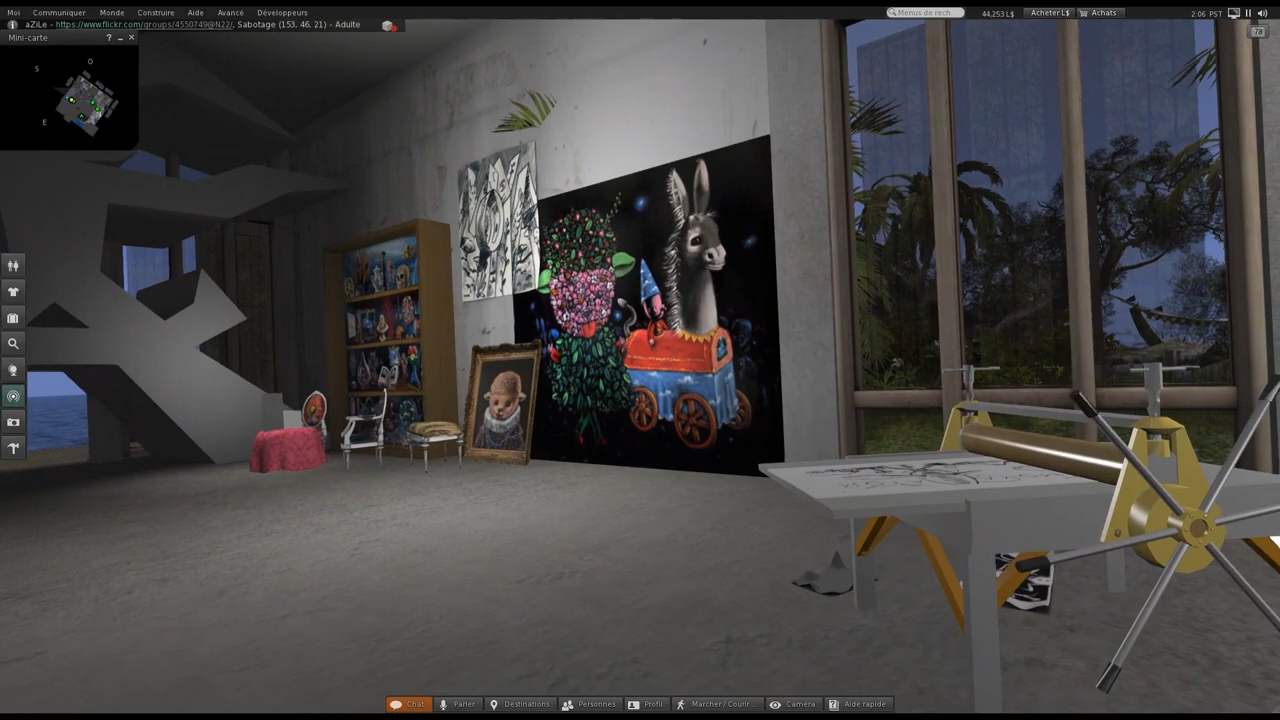 Moi Communiquer Monde Construire Aide Avancé Développeurs Menus de rech 44,253 L$ Acheter L$ Achats 2:06 PST
aZiLe - https://www.flickr.com/groups/4550749@N22/, Sabotage (153, 46, 21) - Adulte
Mini-carte ? _ ×
O
S
E
Chat Parler Destinations Personnes Profil Marcher / Courir... Caméra Aide rapide